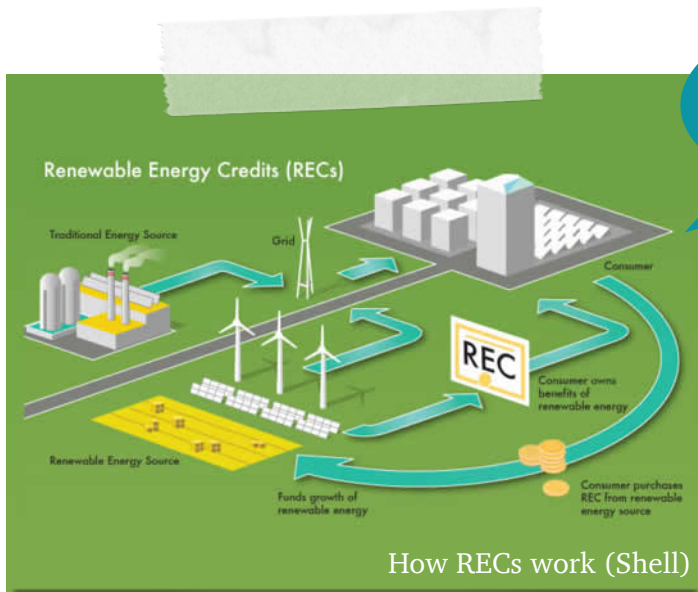 Renewable Energy Credits (RECs)
Traditional Energy Source
Grid
Consumer
REC
Consumer owns
benefits of
renewable energy
Renewable Energy Source
Funds growth of
renewable energy
Consumer purchases
REC from renewable
energy source
How RECs work (Shell)